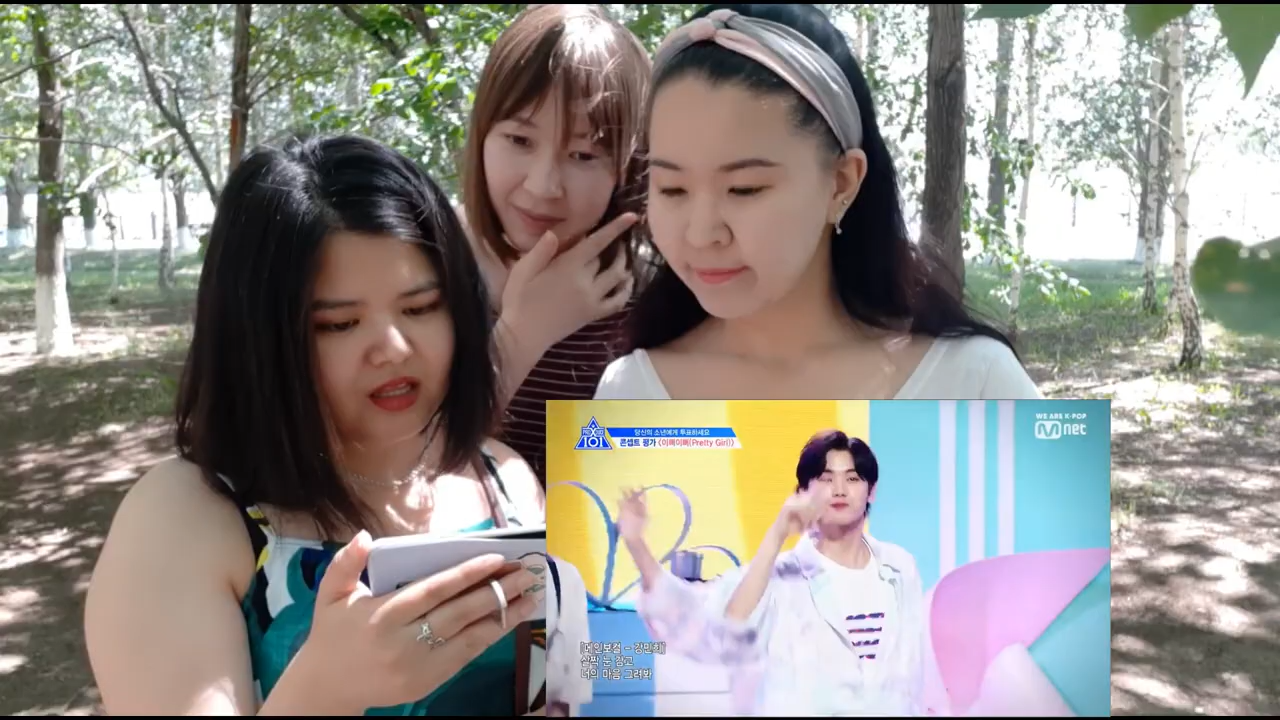 PRODUCE X 101
당신의 소년에게 투표하세요
콘셉트 평가 <이뻐이뻐(Pretty Girl)>
WE ARE K-POP
Mnet
[메인보컬 - 강민희]
살짝 눈 감고
너의 마음 그려봐